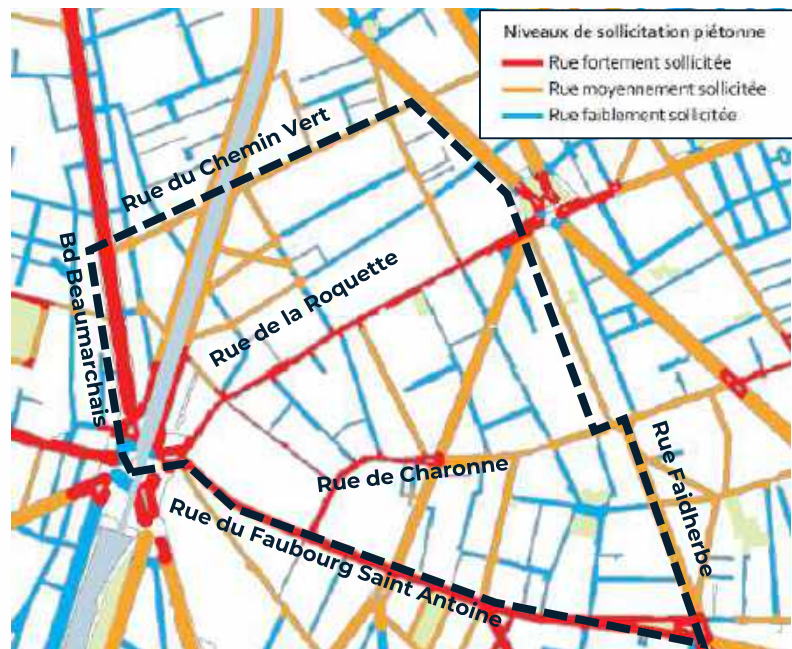 Niveaux de sollicitation piétonne
Rue fortement sollicitée
Rue moyennement sollicitée
Rue faiblement sollicitée
Rue du Chemin Vert
Bd Beaumarchais
Rue de la Roquette
Rue de Charonne
Rue Faidherbe
Rue du Faubourg Saint Antoine